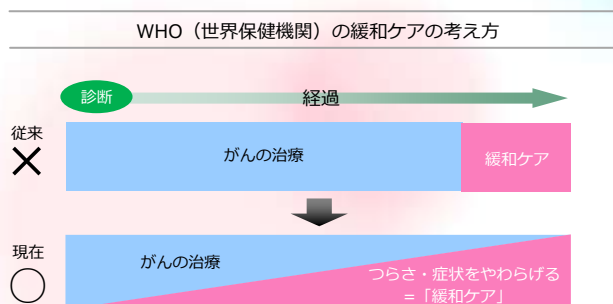 WHO（世界保健機関）の緩和ケアの考え方
診断
経過
従来
がんの治療
緩和ケア
現在
がんの治療
つらさ・症状をやわらげる
＝「緩和ケア」